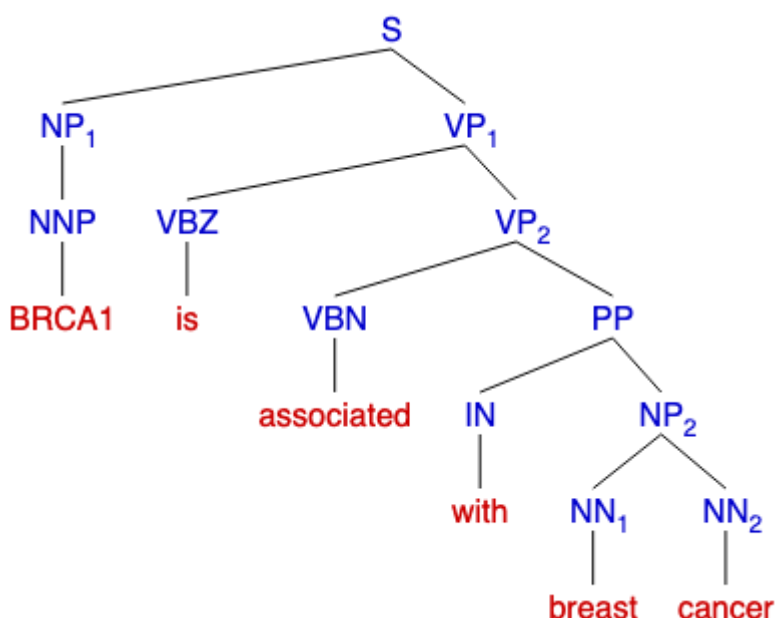 S
NP₁ VP₁
NNP VBZ VP₂
BRCA1 is VBN PP
associated IN NP₂
with NN₁ NN₂
breast cancer